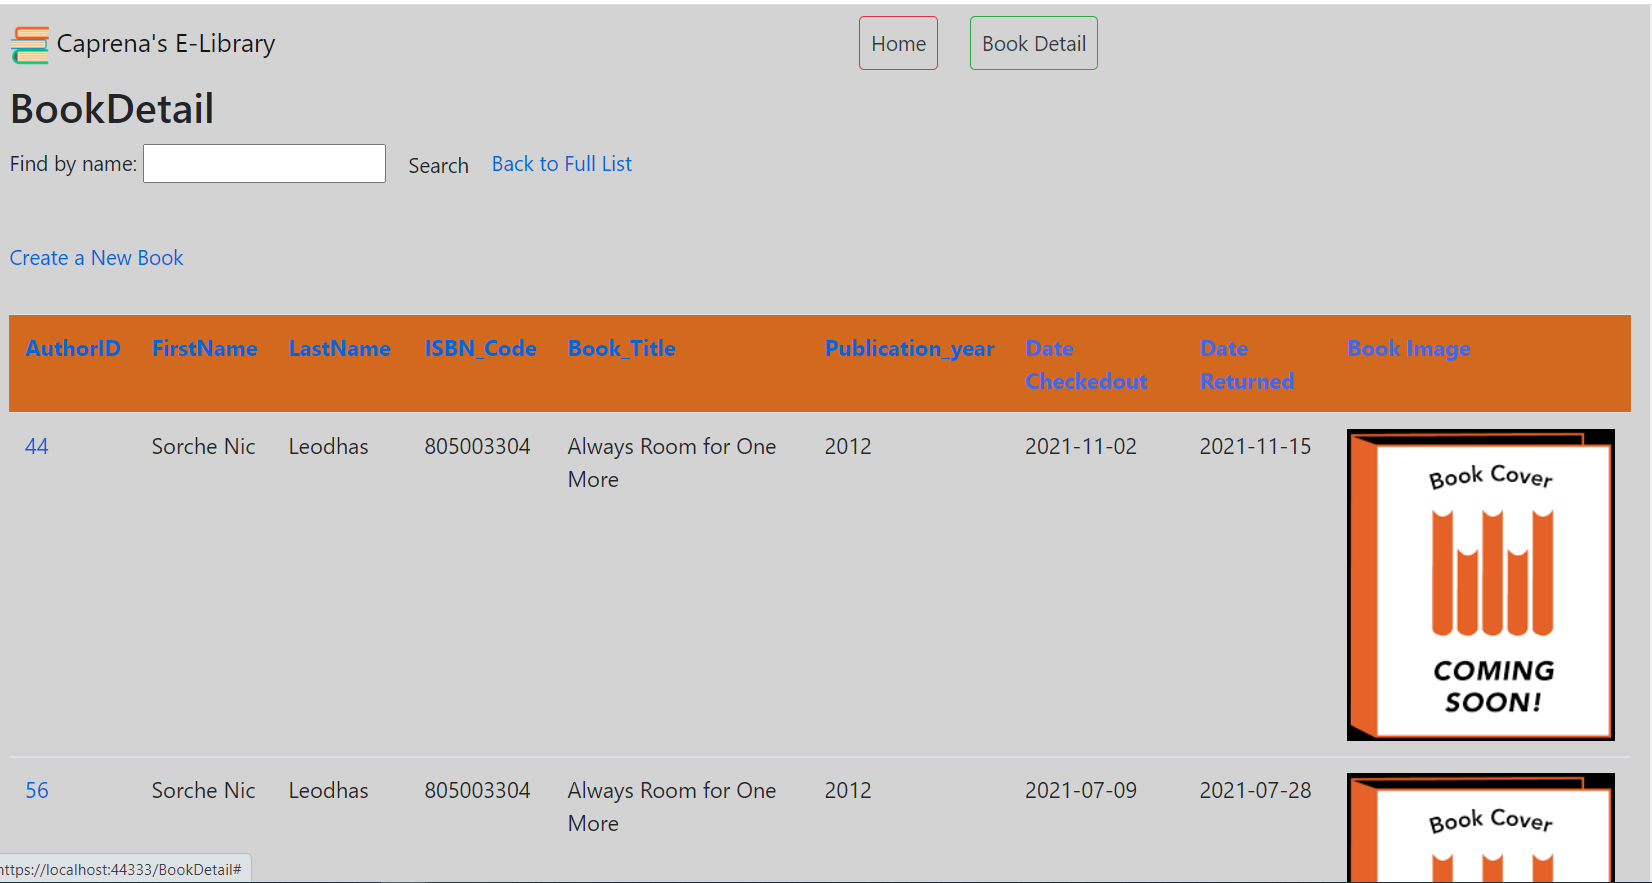 Caprena's E-Library
Home
Book Detail
BookDetail
Find by name:
Search
Back to Full List
Create a New Book
AuthorID FirstName LastName ISBN_Code Book_Title Publication_year Date Checkedout Date Returned Book Image
44 Sorche Nic Leodhas 805003304 Always Room for One More 2012 2021-11-02 2021-11-15
Book Cover
COMING
SOON!
56 Sorche Nic Leodhas 805003304 Always Room for One More 2012 2021-07-09 2021-07-28
Book Cover
https://localhost:44333/BookDetail#